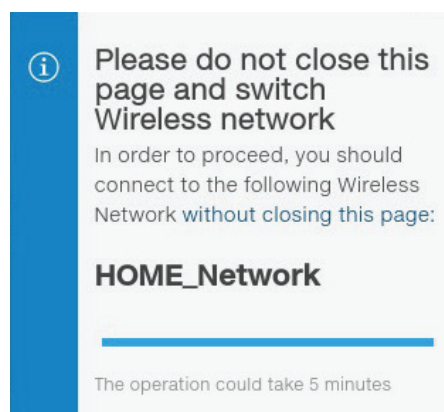 Please do not close this
page and switch
Wireless network
In order to proceed, you should
connect to the following Wireless
Network without closing this page:
HOME_Network
The operation could take 5 minutes